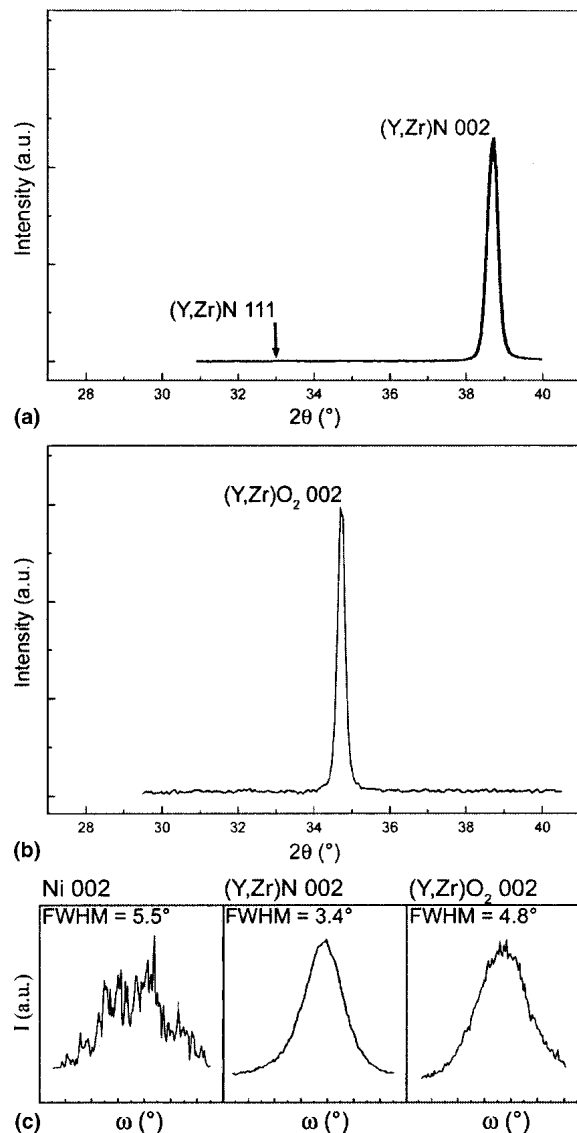 Intensity (a.u.)
(Y,Zr)N 002
(Y,Zr)N 111
28 30 32 34 36 38 40
2θ (°)
(a)
Intensity (a.u.)
(Y,Zr)O₂ 002
28 30 32 34 36 38 40
2θ (°)
(b)
Ni 002 (Y,Zr)N 002 (Y,Zr)O₂ 002
FWHM = 5.5° FWHM = 3.4° FWHM = 4.8°
I (a.u.)
(c) ω (°) ω (°) ω (°)